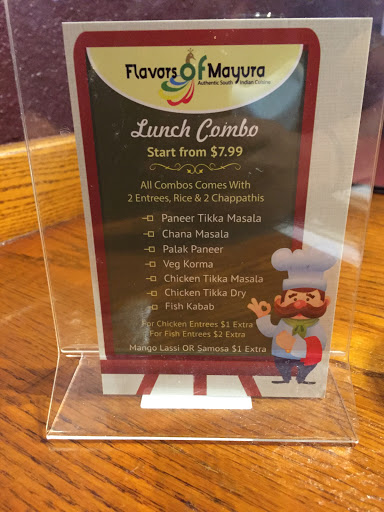 Flavors of Mayura
Authentic South Indian Cuisine
Lunch Combo
Start from $7.99
All Combos Comes With
2 Entrees, Rice & 2 Chappathis
Paneer Tikka Masala
Chana Masala
Palak Paneer
Veg Korma
Chicken Tikka Masala
Chicken Tikka Dry
Fish Kabab
For Chicken Entrees $1 Extra
For Fish Entrees $2 Extra
Mango Lassi OR Samosa $1 Extra